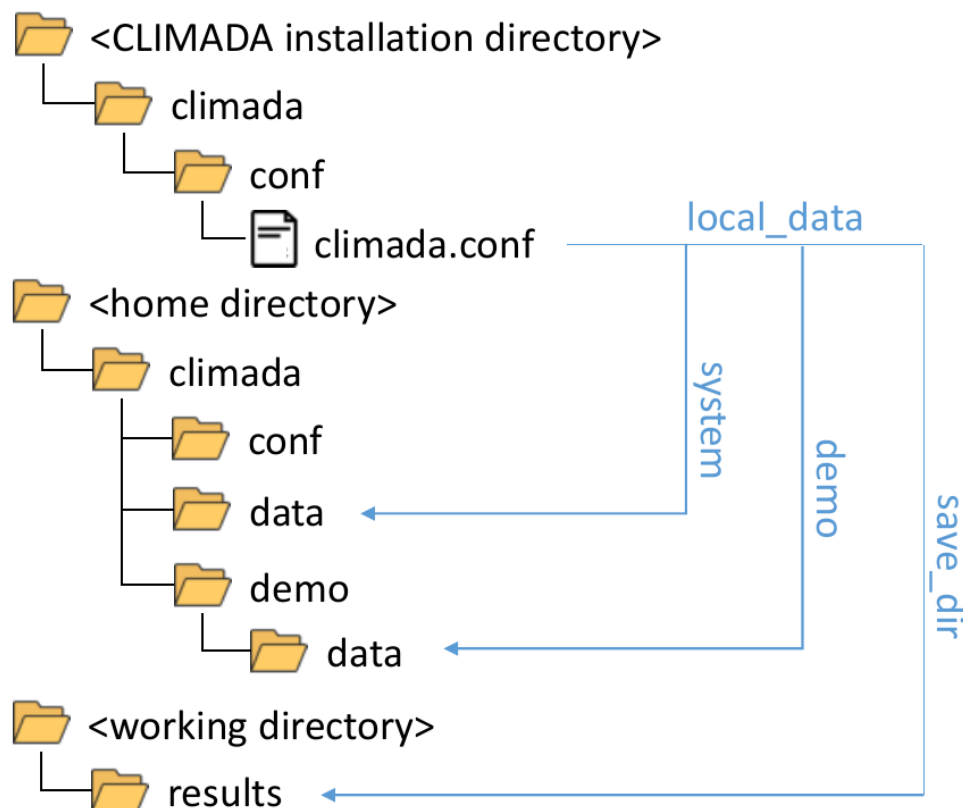 <CLIMADA installation directory>
climada
conf
local_data
climada.conf
<home directory>
climada
system
conf
demo
data
save_dir
demo
data
<working directory>
results